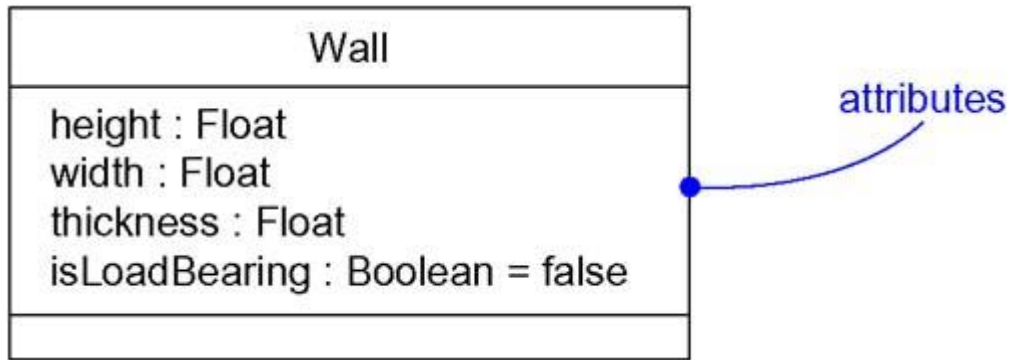 Wall
attributes
height : Float
width : Float
thickness : Float
isLoadBearing : Boolean = false